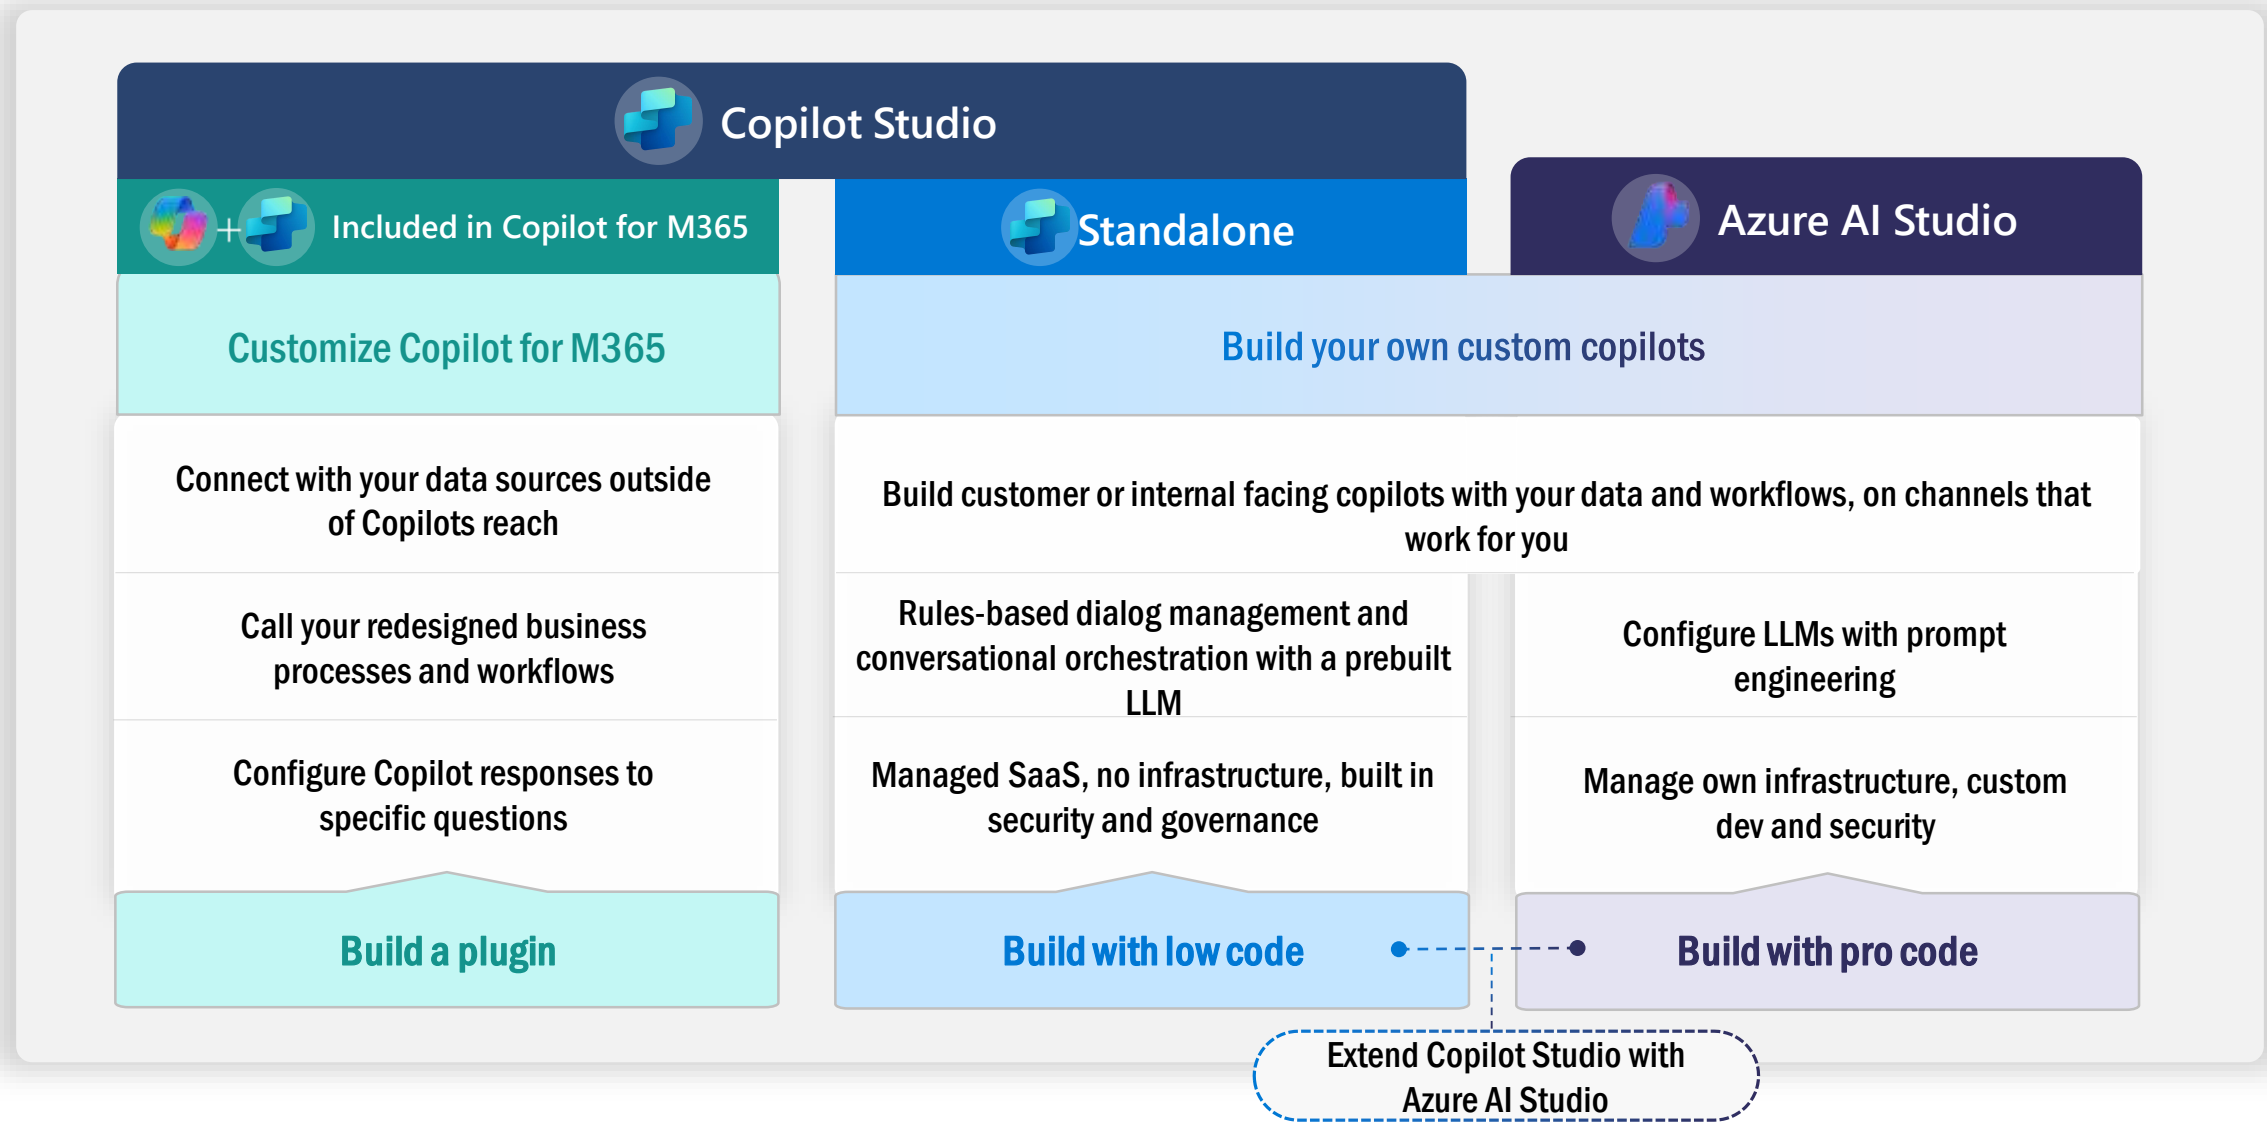 Copilot Studio
+ Included in Copilot for M365
Standalone
Azure AI Studio
Customize Copilot for M365
Build your own custom copilots
Connect with your data sources outside
of Copilots reach
Build customer or internal facing copilots with your data and workflows, on channels that
work for you
Call your redesigned business
processes and workflows
Rules-based dialog management and
conversational orchestration with a prebuilt
LLM
Configure LLMs with prompt
engineering
Configure Copilot responses to
specific questions
Managed SaaS, no infrastructure, built in
security and governance
Manage own infrastructure, custom
dev and security
Build a plugin
Build with low code
Build with pro code
Extend Copilot Studio with
Azure AI Studio